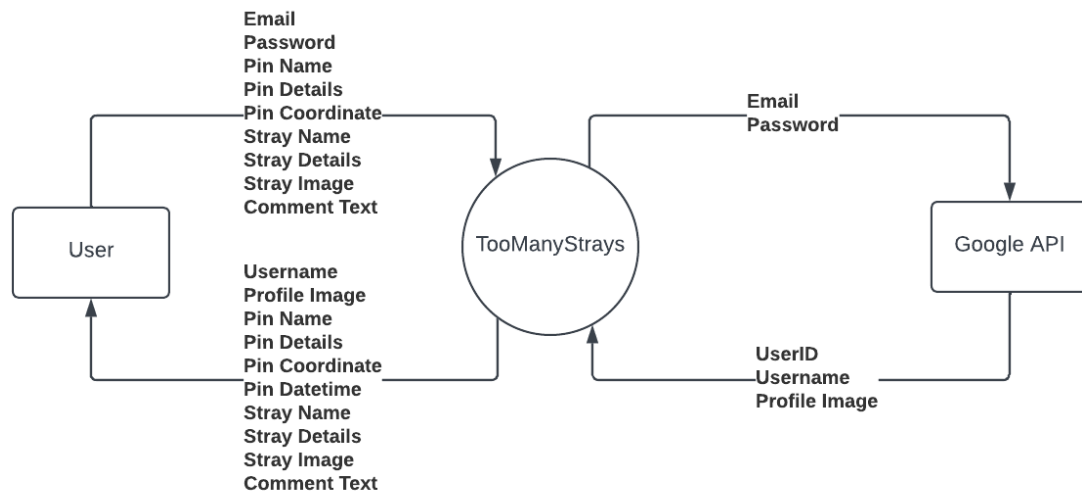 Email
Password
Pin Name
Pin Details
Pin Coordinate
Stray Name
Stray Details
Stray Image
Comment Text
Email
Password
User
TooManyStrays
Google API
Username
Profile Image
Pin Name
Pin Details
Pin Coordinate
Pin Datetime
Stray Name
Stray Details
Stray Image
Comment Text
UserID
Username
Profile Image